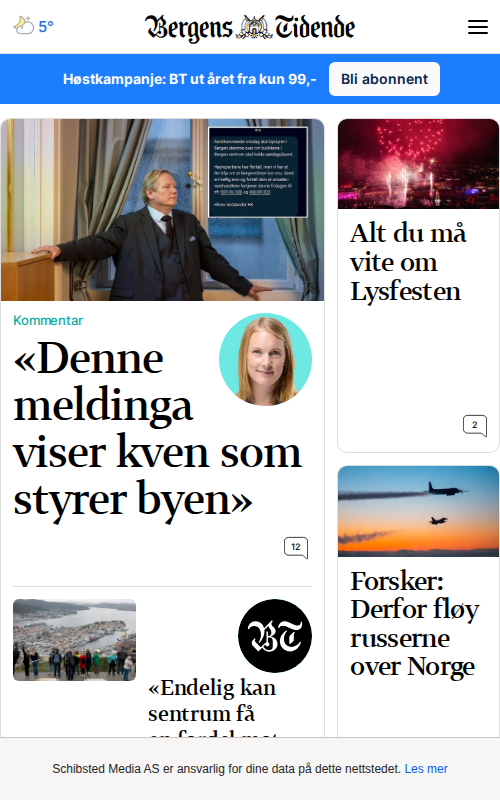 5°
Bergens Tidende
Høstkampanje: BT ut året fra kun 99,-
Bli abonnent
Kommentar
«Denne
meldinga
viser kven som
styrer byen»
12
BT
«Endelig kan
sentrum få
Alt du må
vite om
Lysfesten
2
Forsker:
Derfor fløy
russerne
over Norge
Schibsted Media AS er ansvarlig for dine data på dette nettstedet. Les mer